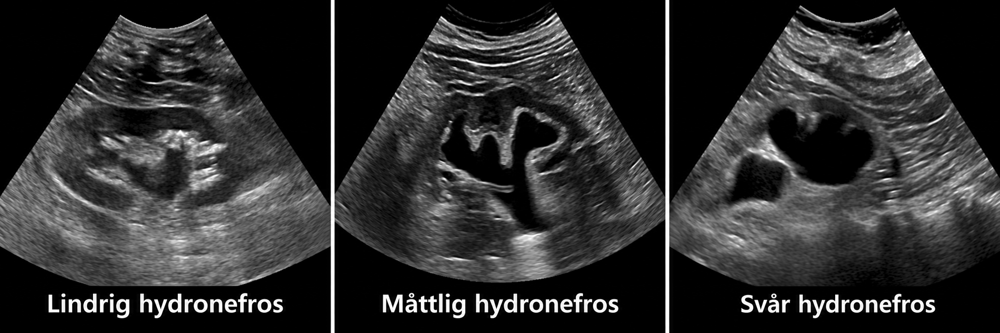 Lindrig hydronefros
Måttlig hydronefros
Svår hydronefros